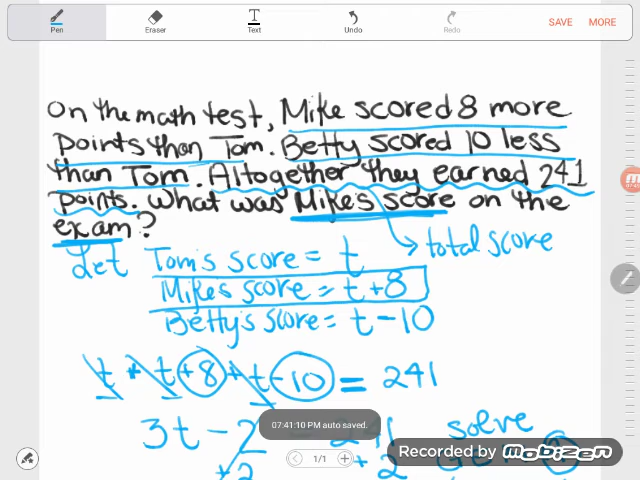 Pen Eraser Text Undo Redo SAVE MORE
On the math test, Mike scored 8 more
points than Tom. Betty scored 10 less
than Tom. Altogether they earned 241
points. What was Mike's score on the
exam?
total score
Let Tom's score = t
Mike's score = t+8
Betty's score = t-10
t + t+8 + t-10 = 241
07:41:10 PM auto saved.
3t - 2 = 241 solve
+2 +2
1/1
Recorded by Mobizen